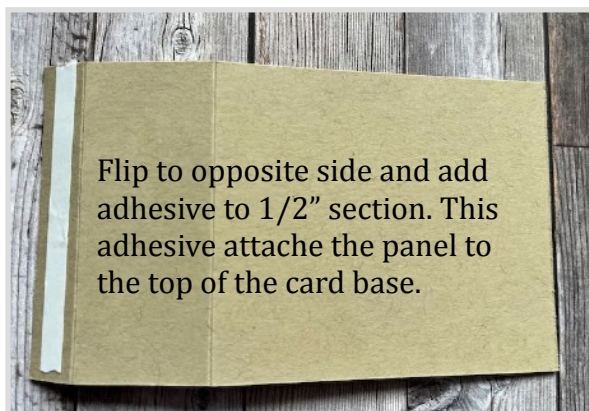 Flip to opposite side and add
adhesive to 1/2” section. This
adhesive attache the panel to
the top of the card base.